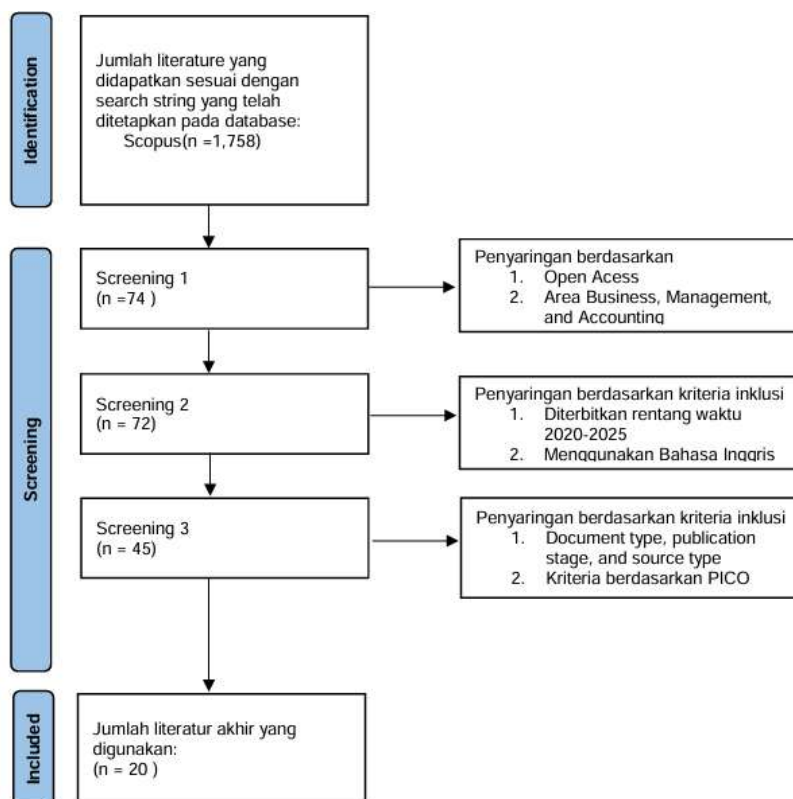 Identification
Jumlah literature yang
didapatkan sesuai dengan
search string yang telah
ditetapkan pada database:
Scopus(n =1,758)
Screening
Screening 1
(n =74 )
Penyaringan berdasarkan
1. Open Acess
2. Area Business, Management,
and Accounting
Screening 2
(n = 72)
Penyaringan berdasarkan kriteria inklusi
1. Diterbitkan rentang waktu
2020-2025
2. Menggunakan Bahasa Inggris
Screening 3
(n = 45)
Penyaringan berdasarkan kriteria inklusi
1. Document type, publication
stage, and source type
2. Kriteria berdasarkan PICO
Included
Jumlah literatur akhir yang
digunakan:
(n = 20 )